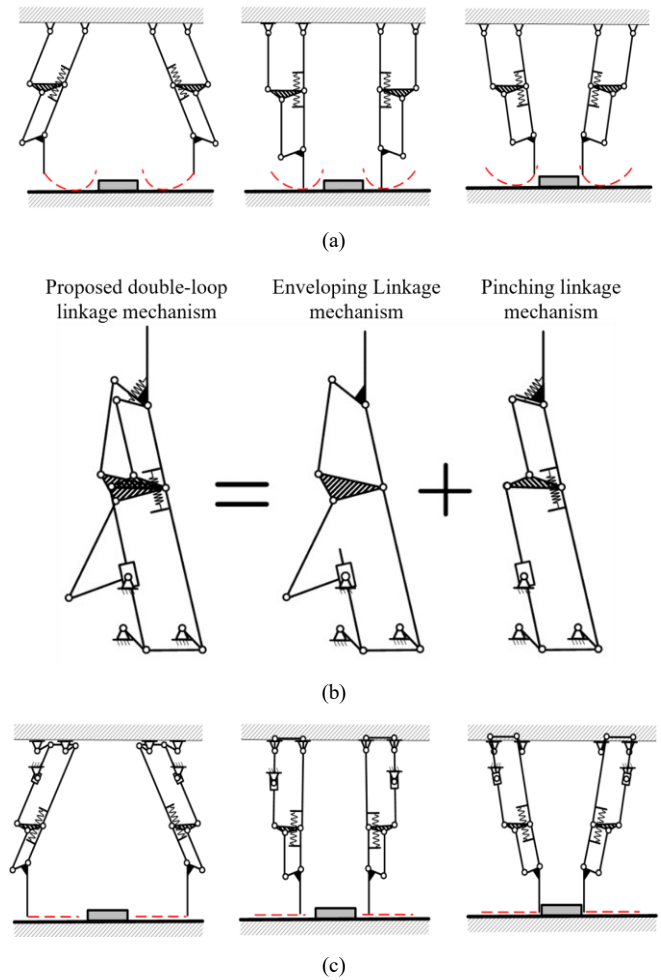 (a)
Proposed double-loop linkage mechanism
Enveloping Linkage mechanism
Pinching linkage mechanism
(b)
(c)